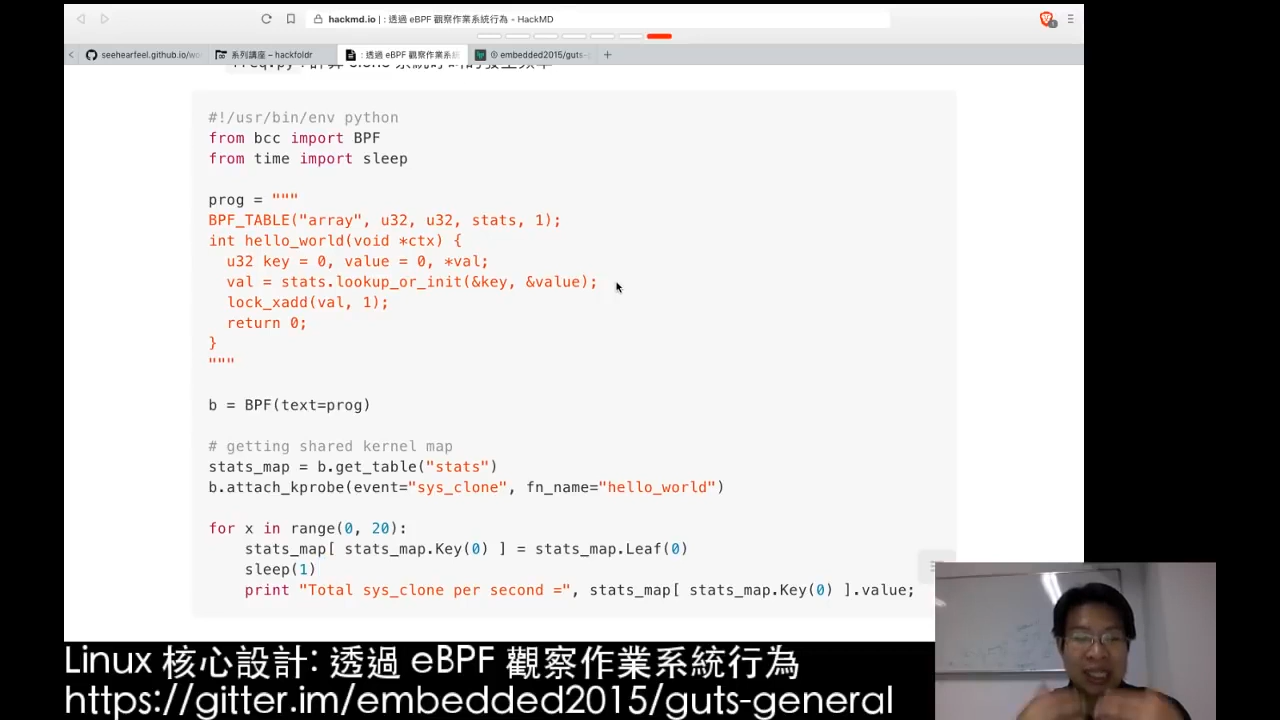 hackmd.io | : 透過 eBPF 觀察作業系統行為 - HackMD
seehearfeel.github.io/wo
系列講座 – hackfoldr
: 透過 eBPF 觀察作業系統
embedded2015/guts-
#!/usr/bin/env python
from bcc import BPF
from time import sleep
prog = """
BPF_TABLE("array", u32, u32, stats, 1);
int hello_world(void *ctx) {
u32 key = 0, value = 0, *val;
val = stats.lookup_or_init(&key, &value);
lock_xadd(val, 1);
return 0;
}
"""
b = BPF(text=prog)
# getting shared kernel map
stats_map = b.get_table("stats")
b.attach_kprobe(event="sys_clone", fn_name="hello_world")
for x in range(0, 20):
stats_map[ stats_map.Key(0) ] = stats_map.Leaf(0)
sleep(1)
print "Total sys_clone per second =", stats_map[ stats_map.Key(0) ].value;
Linux 核心設計: 透過 eBPF 觀察作業系統行為
https://gitter.im/embedded2015/guts-general